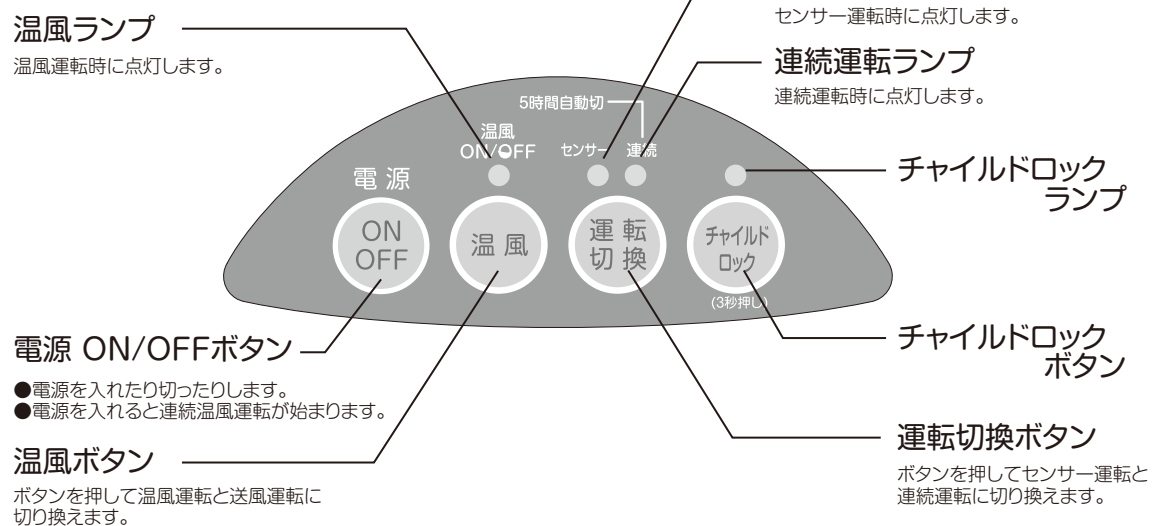 温風ランプ
温風運転時に点灯します。
センサー運転時に点灯します。
連続運転ランプ
連続運転時に点灯します。
5時間自動切
温風
ON/OFF
センサー
連続
電源
ON
OFF
温風
運転
切換
チャイルド
ロック
(3秒押し)
チャイルドロック
ランプ
チャイルドロック
ボタン
電源 ON/OFFボタン
●電源を入れたり切ったりします。
●電源を入れると連続温風運転が始まります。
温風ボタン
ボタンを押して温風運転と送風運転に
切り換えます。
運転切換ボタン
ボタンを押してセンサー運転と
連続運転に切り換えます。